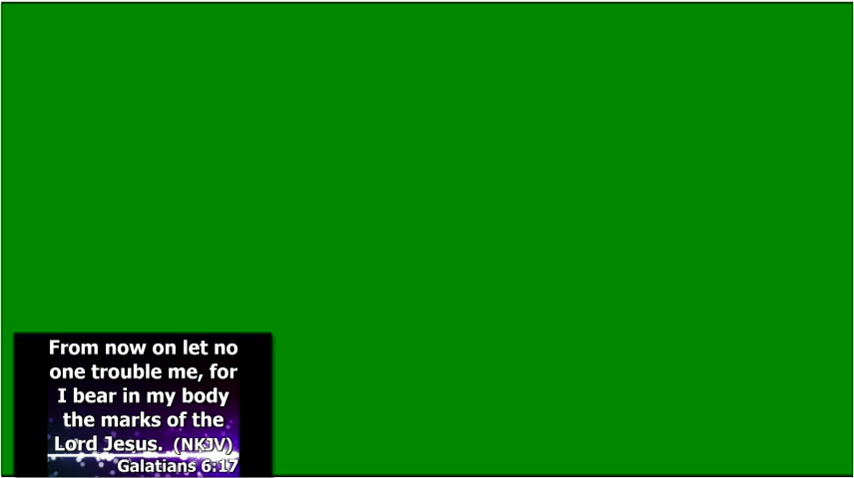 From now on let no
one trouble me, for
I bear in my body
the marks of the
Lord Jesus. (NKJV)
Galatians 6:17